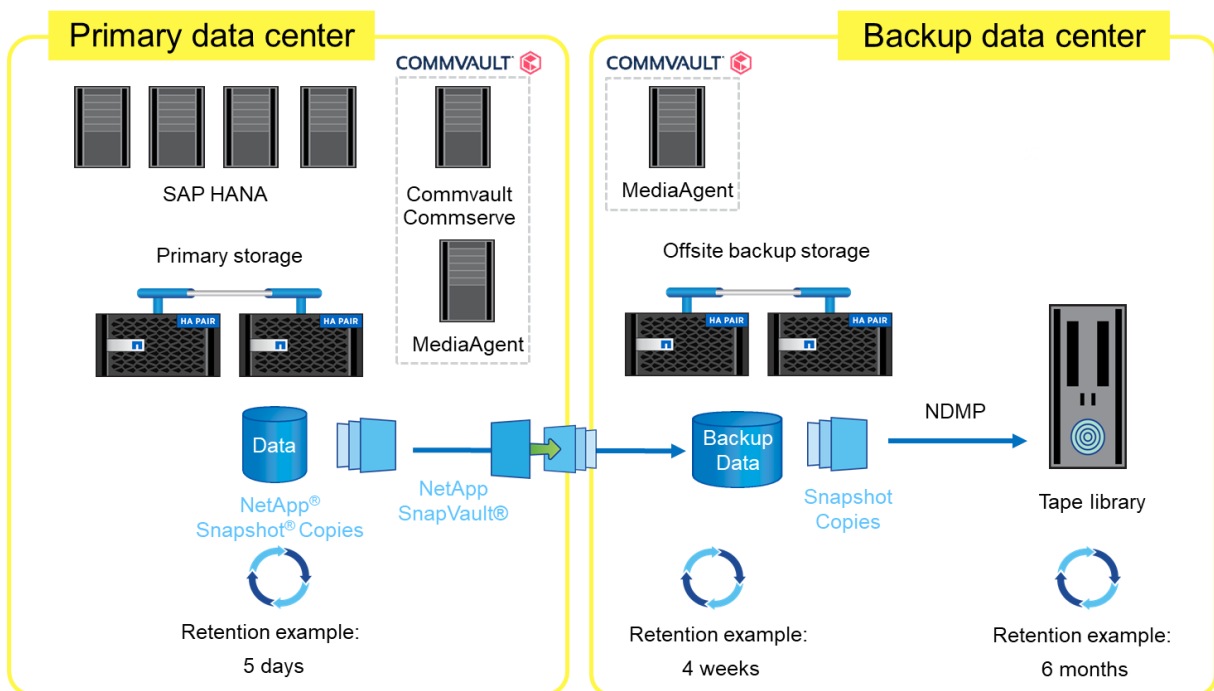 Primary data center
Backup data center
COMMVAULT
COMMVAULT
SAP HANA
Commvault
Commserve
MediaAgent
MediaAgent
Primary storage
Offsite backup storage
HA PAIR
HA PAIR
HA PAIR
HA PAIR
Data
NetApp
SnapVault®
Backup
Data
NDMP
NetApp®
Snapshot® Copies
Snapshot
Copies
Tape library
Retention example:
5 days
Retention example:
4 weeks
Retention example:
6 months